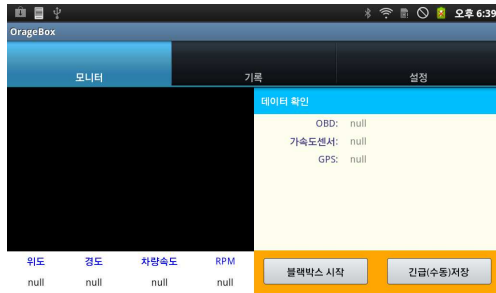 오후 6:39
OrageBox
모니터 기록 설정
데이터 확인
OBD: null
가속도센서: null
GPS: null
위도 경도 차량속도 RPM
null null null null
블랙박스 시작 긴급(수동)저장